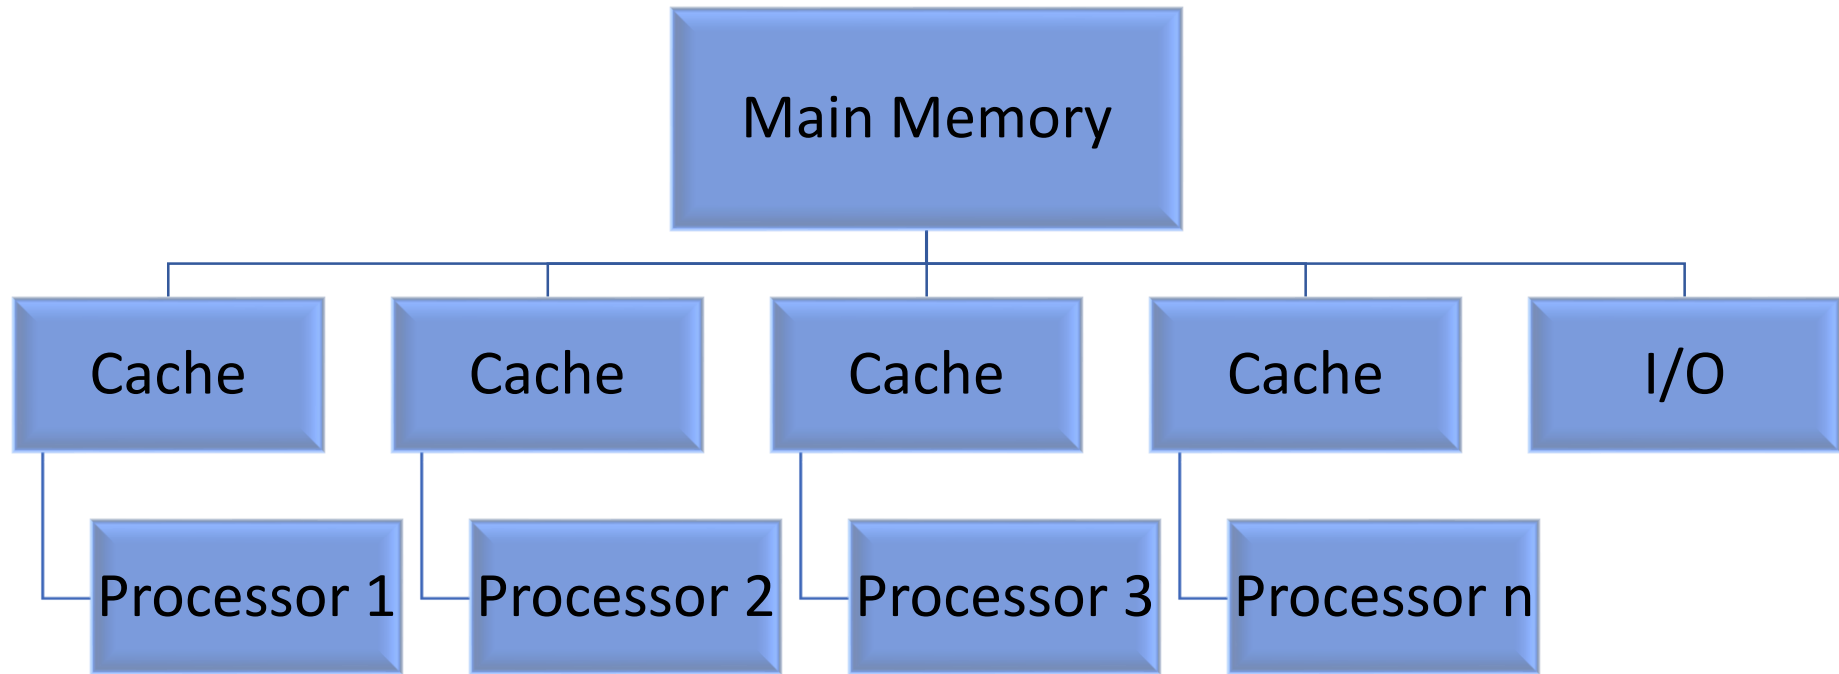 Main Memory
Cache
Cache
Cache
Cache
I/O
Processor 1
Processor 2
Processor 3
Processor n